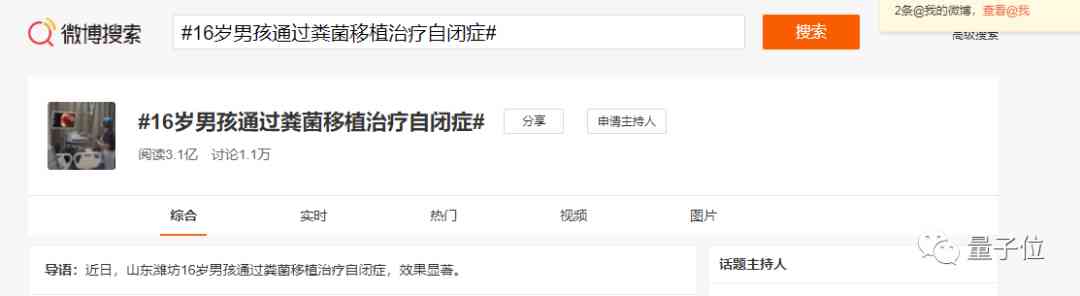 2条@我的微博，查看@我
微博搜索
#16岁男孩通过粪菌移植治疗自闭症#
搜索
高级搜索
#16岁男孩通过粪菌移植治疗自闭症#
分享
申请主持人
阅读3.1亿 讨论1.1万
综合
实时
热门
视频
图片
导语：近日，山东潍坊16岁男孩通过粪菌移植治疗自闭症，效果显著。
话题主持人
量子位